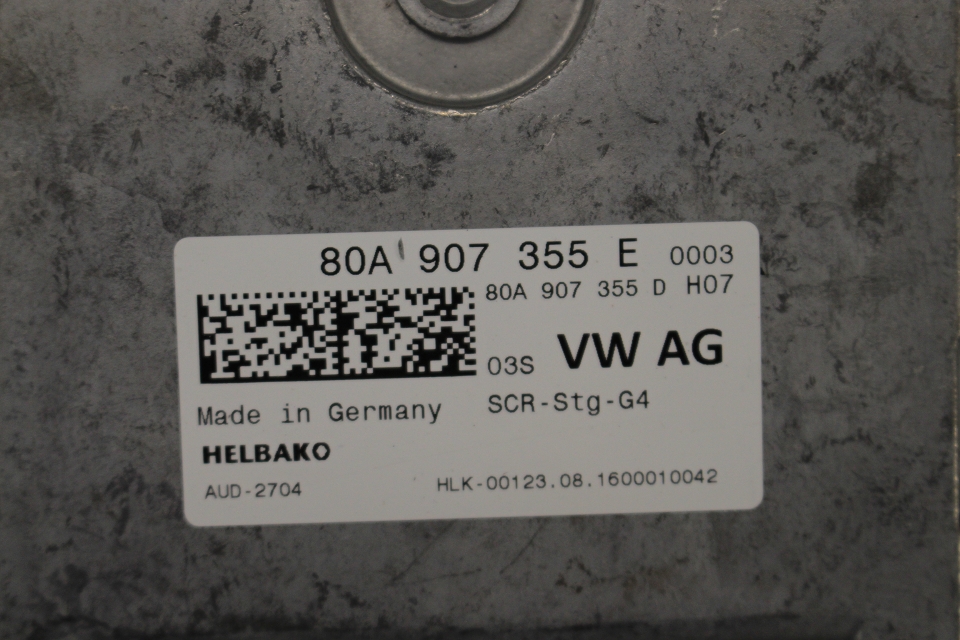 80A 907 355 E 0003
80A 907 355 D H07
03S VW AG
Made in Germany SCR-Stg-G4
HELBAKO
AUD-2704 HLK-00123.08.1600010042